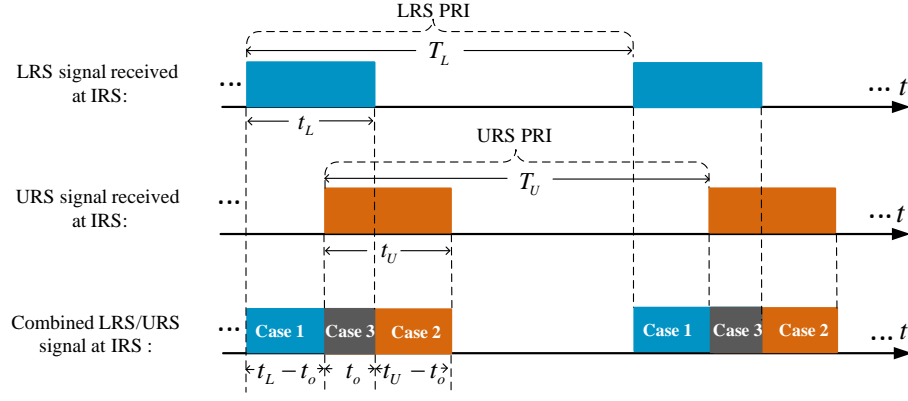 LRS PRI
T_L
LRS signal received
at IRS:
... ... t
t_L
URS PRI
T_U
URS signal received
at IRS:
... ... t
t_U
Combined LRS/URS
signal at IRS :
... Case 1 Case 3 Case 2 Case 1 Case 3 Case 2 ... t
t_L − t_o t_o t_U − t_o